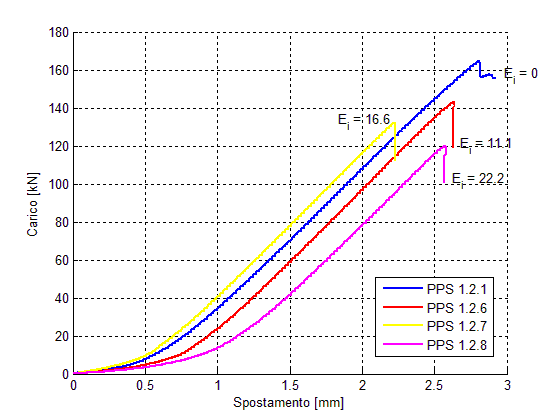 180
160
140
120
100
80
60
40
20
0
Carico [kN]
E_i = 0
E_i = 16.6
E_i = 11.1
E_i = 22.2
PPS 1.2.1
PPS 1.2.6
PPS 1.2.7
PPS 1.2.8
0 0.5 1 1.5 2 2.5 3
Spostamento [mm]